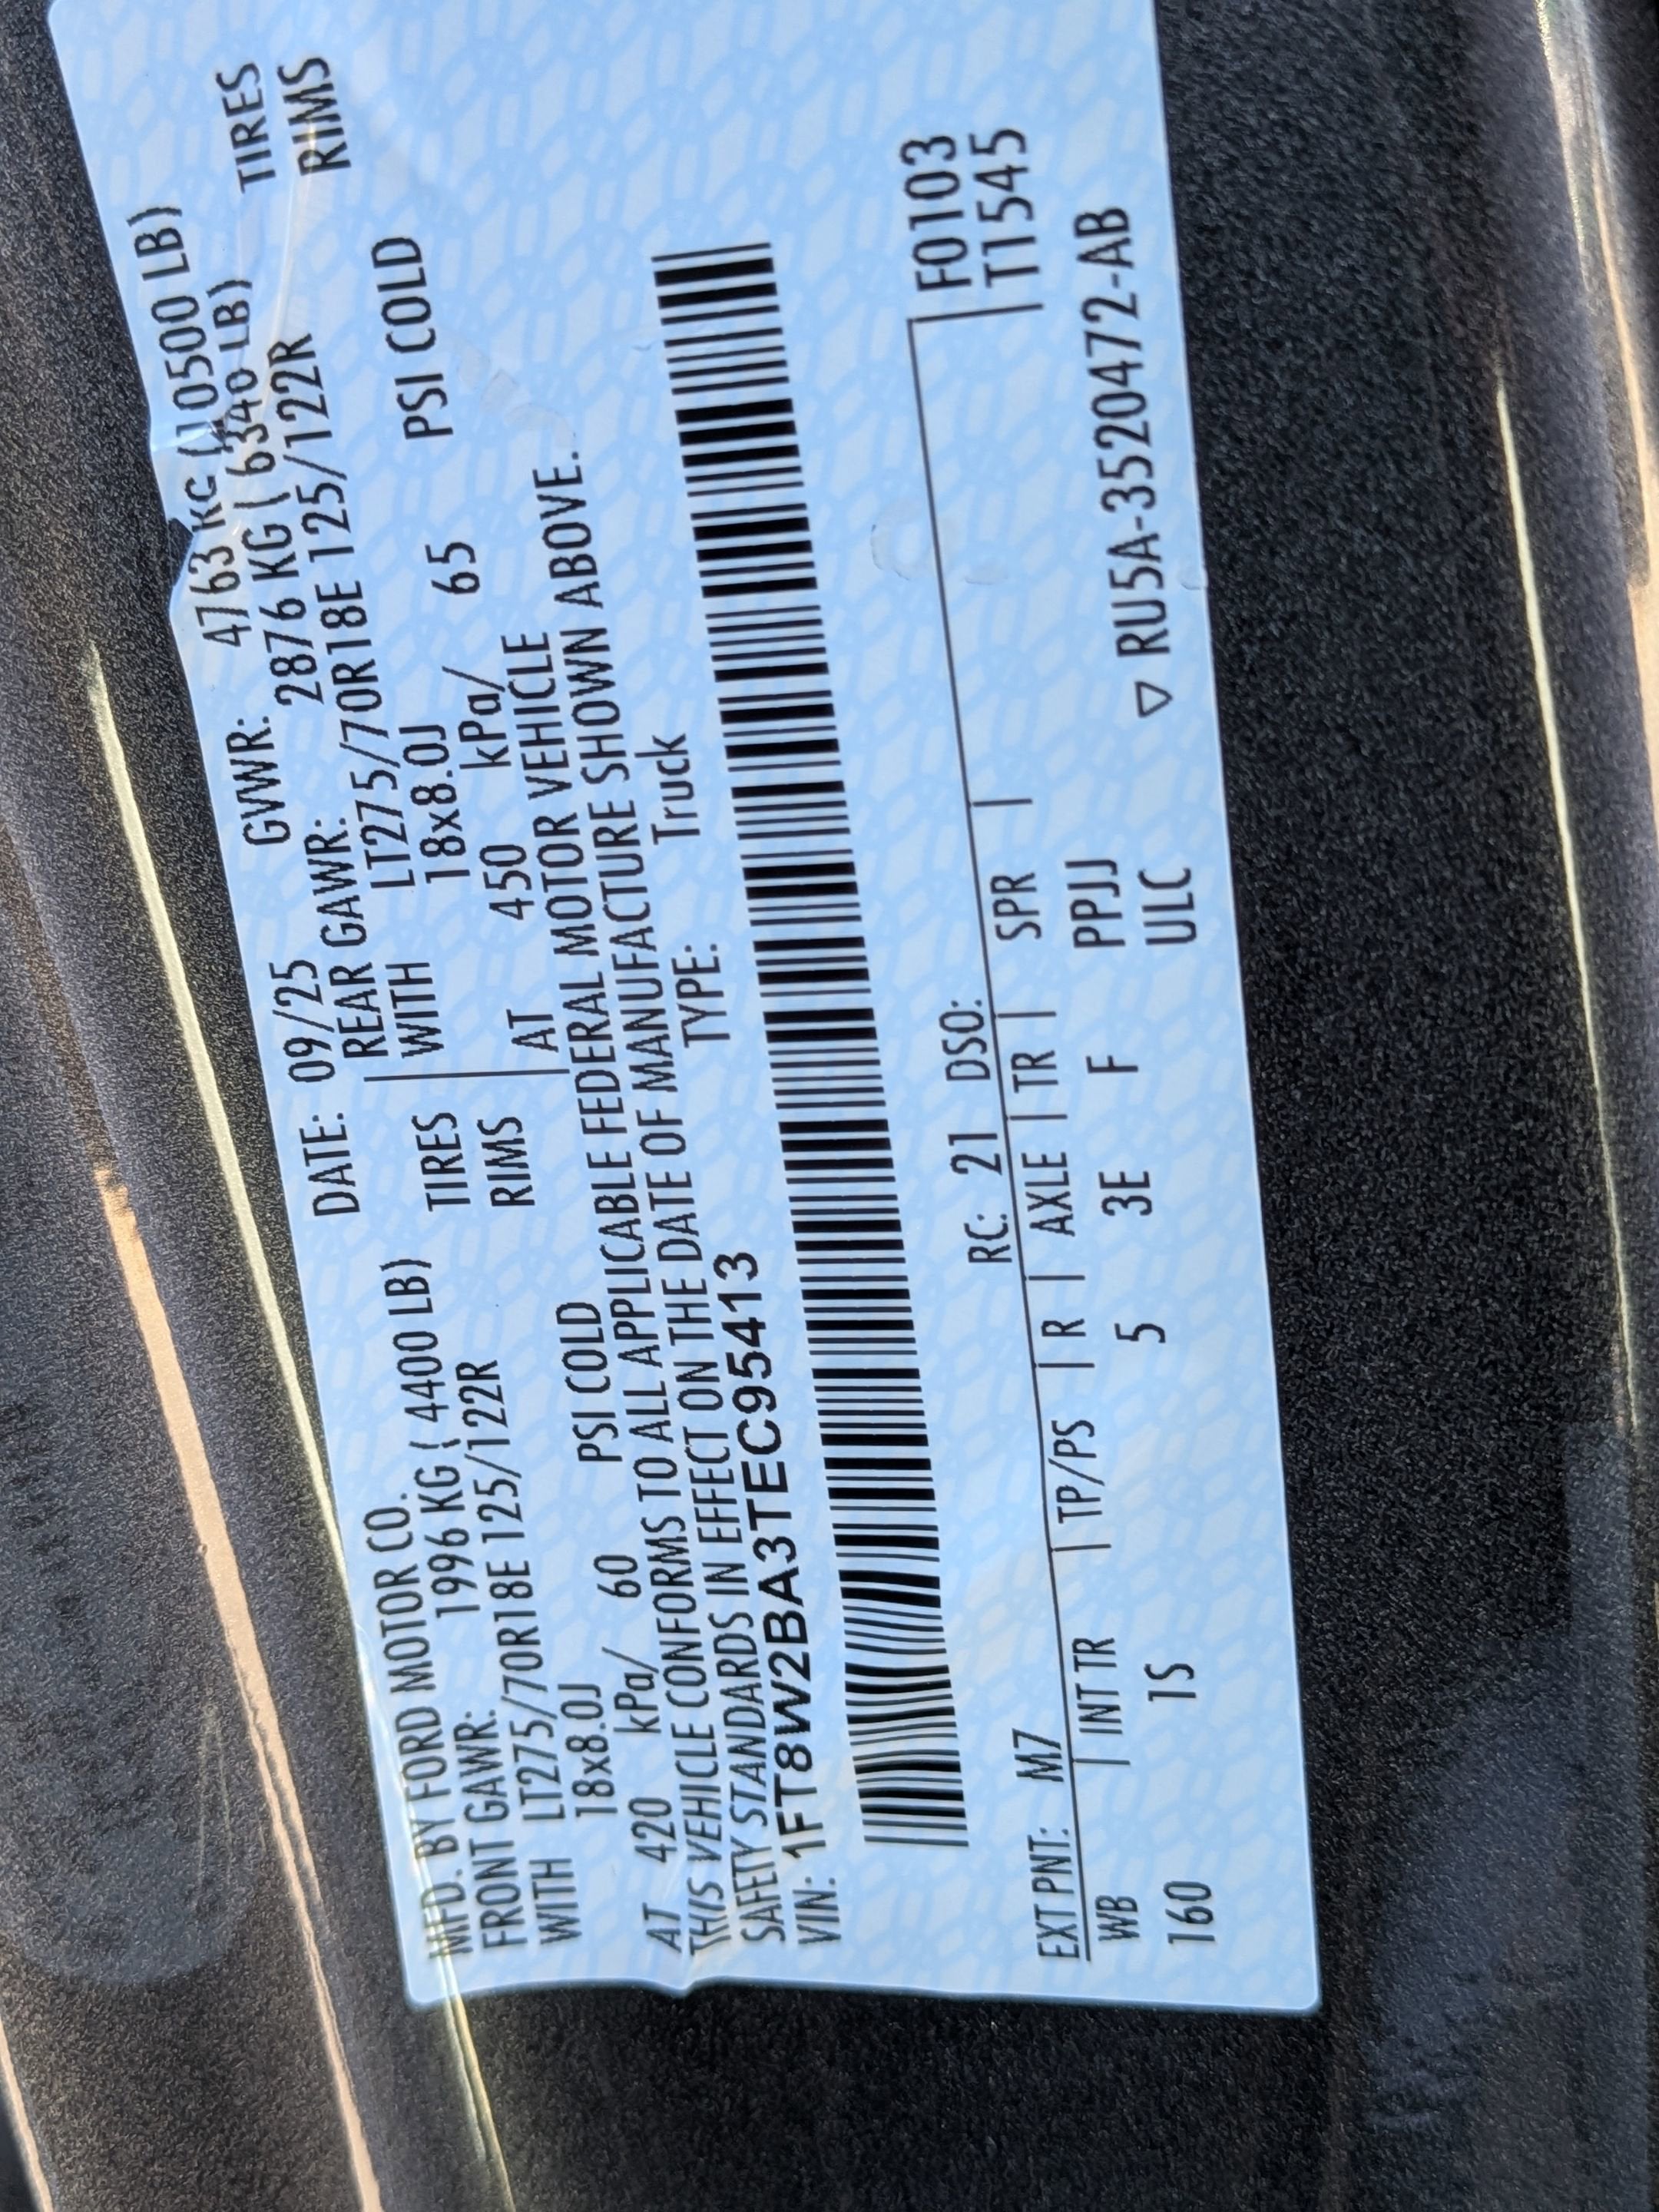 MFD. BY FORD MOTOR CO.
DATE: 09/25 GVWR: 4763 KG (10500 LB)
FRONT GAWR: 1996 KG ( 4400 LB) REAR GAWR: 2876 KG ( 6340 LB)
WITH LT275/70R18E 125/122R TIRES WITH LT275/70R18E 125/122R TIRES
18x8.0J RIMS 18x8.0J RIMS
AT 420 kPa/ 60 PSI COLD AT 450 kPa/ 65 PSI COLD
THIS VEHICLE CONFORMS TO ALL APPLICABLE FEDERAL MOTOR VEHICLE
SAFETY STANDARDS IN EFFECT ON THE DATE OF MANUFACTURE SHOWN ABOVE.
VIN: 1FT8W2BA3TEC95413 TYPE: Truck
EXT PNT: M7 RC: 21 DSO: F0103
WB | INT TR | TP/PS | R | AXLE | TR | SPR | T1545
160 1S 5 3E F PPJJ
ULC ▽ RU5A-3520472-AB